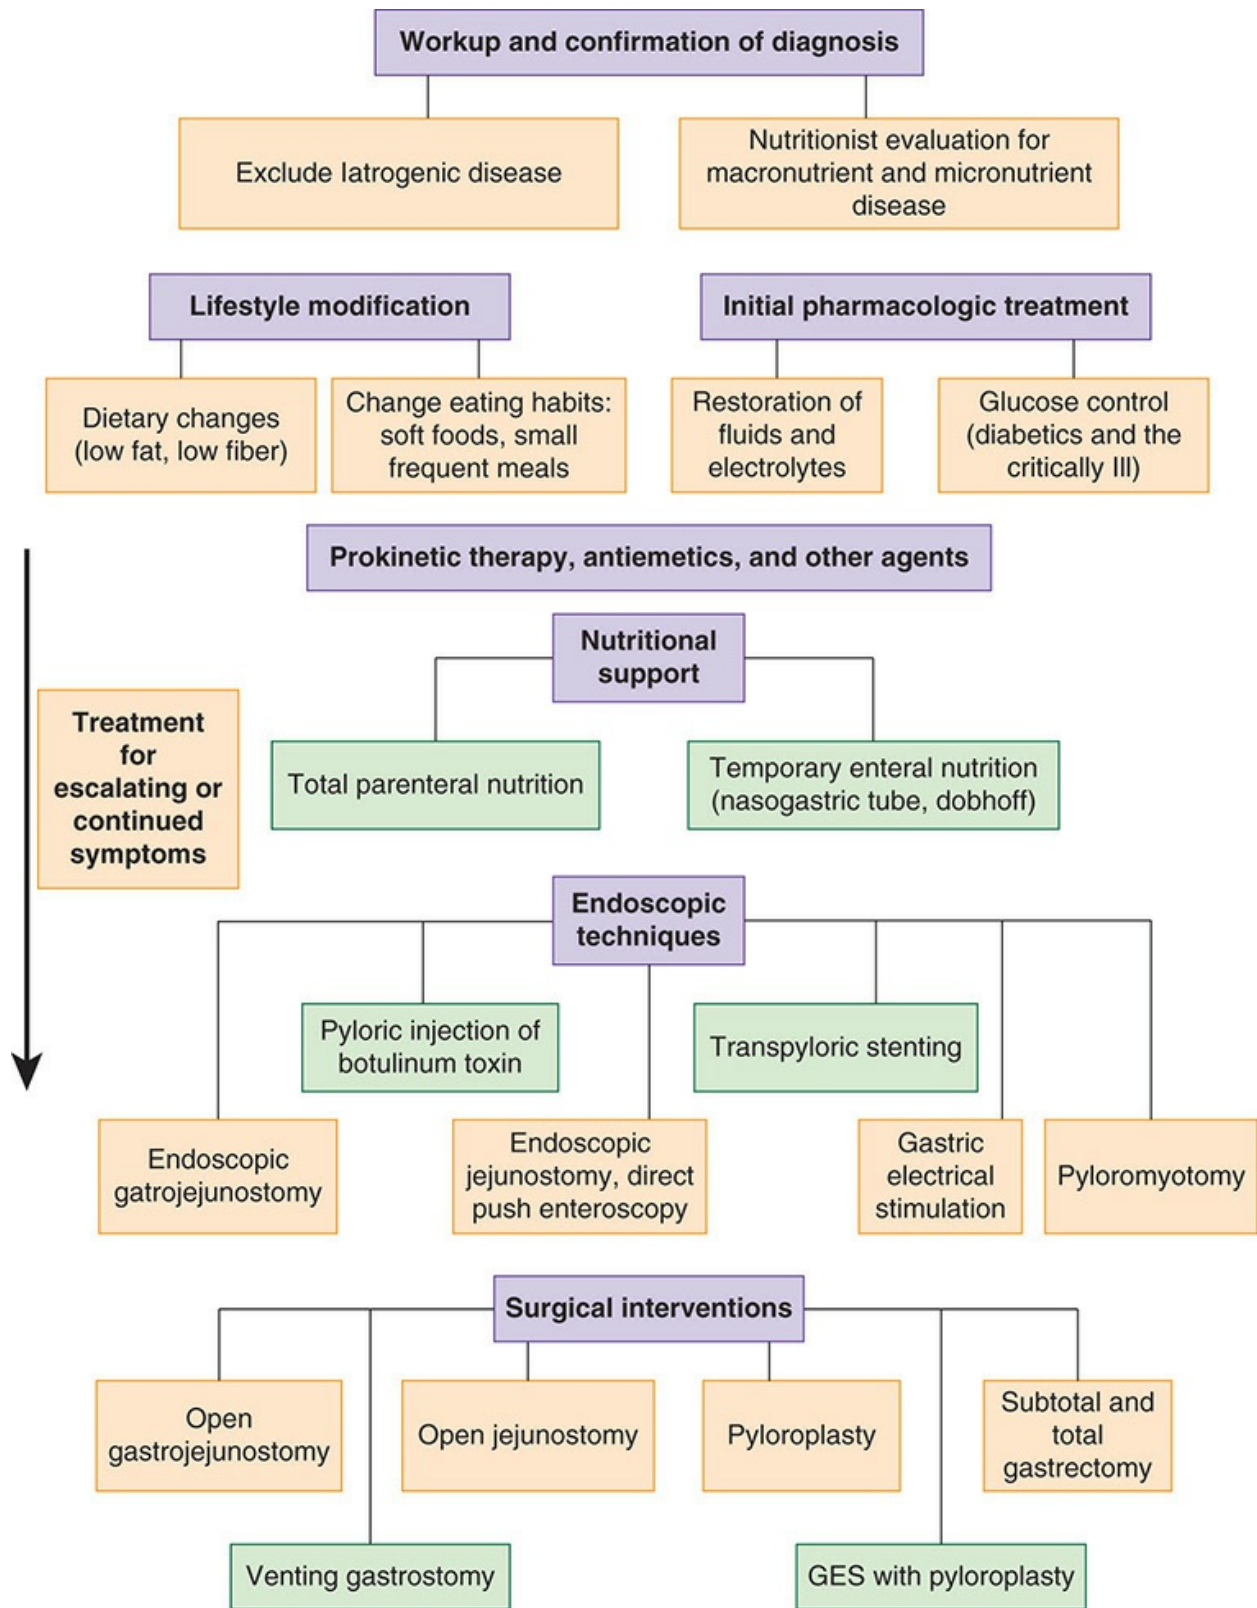 Workup and confirmation of diagnosis
Exclude Iatrogenic disease
Nutritionist evaluation for
macronutrient and micronutrient
disease
Lifestyle modification
Initial pharmacologic treatment
Dietary changes
(low fat, low fiber)
Change eating habits:
soft foods, small
frequent meals
Restoration of
fluids and
electrolytes
Glucose control
(diabetics and the
critically Ill)
Prokinetic therapy, antiemetics, and other agents
Treatment
for
escalating or
continued
symptoms
Nutritional
support
Total parenteral nutrition
Temporary enteral nutrition
(nasogastric tube, dobhoff)
Endoscopic
techniques
Pyloric injection of
botulinum toxin
Transpyloric stenting
Endoscopic
gatrojejunostomy
Endoscopic
jejunostomy, direct
push enteroscopy
Gastric
electrical
stimulation
Pyloromyotomy
Surgical interventions
Open
gastrojejunostomy
Open jejunostomy
Pyloroplasty
Subtotal and
total
gastrectomy
Venting gastrostomy
GES with pyloroplasty